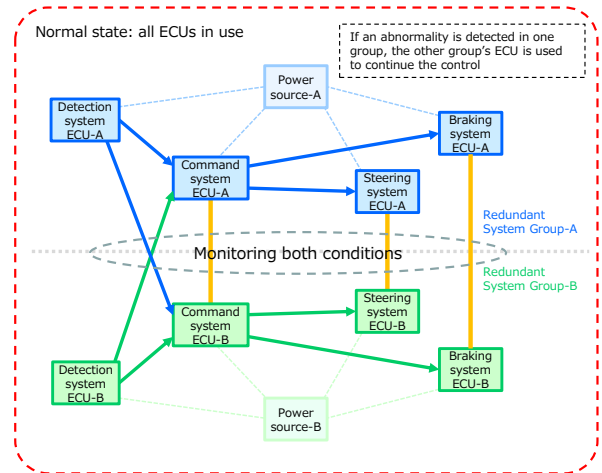 Normal state: all ECUs in use
If an abnormality is detected in one
group, the other group's ECU is used
to continue the control
Power
source-A
Detection
system
ECU-A
Braking
system
ECU-A
Command
system
ECU-A
Steering
system
ECU-A
Redundant
System Group-A
Monitoring both conditions
Redundant
System Group-B
Steering
system
ECU-B
Command
system
ECU-B
Braking
system
ECU-B
Detection
system
ECU-B
Power
source-B